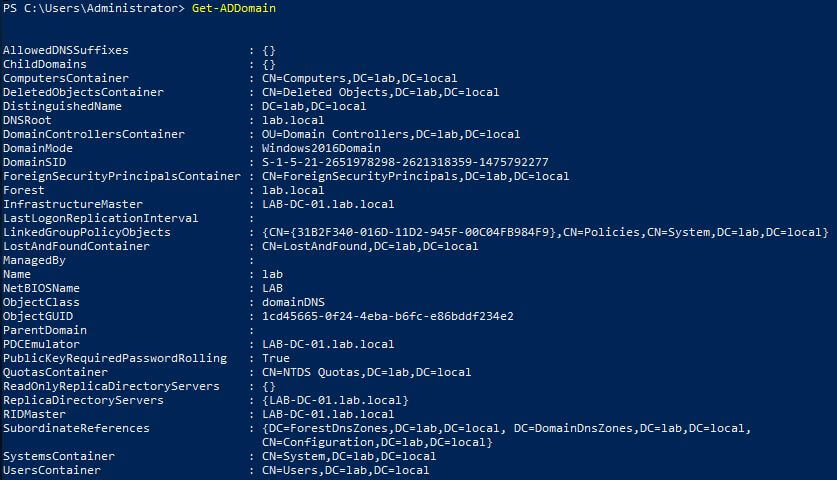 PS C:\Users\Administrator> Get-ADDomain
AllowedDNSSuffixes : {}
ChildDomains : {}
ComputersContainer : CN=Computers,DC=lab,DC=local
DeletedObjectsContainer : CN=Deleted Objects,DC=lab,DC=local
DistinguishedName : DC=lab,DC=local
DNSRoot : lab.local
DomainControllersContainer : OU=Domain Controllers,DC=lab,DC=local
DomainMode : Windows2016Domain
DomainSID : S-1-5-21-2651978298-2621318359-1475792277
ForeignSecurityPrincipalsContainer : CN=ForeignSecurityPrincipals,DC=lab,DC=local
Forest : lab.local
InfrastructureMaster : LAB-DC-01.lab.local
LastLogonReplicationInterval :
LinkedGroupPolicyObjects : {CN={31B2F340-016D-11D2-945F-00C04FB984F9},CN=Policies,CN=System,DC=lab,DC=local}
LostAndFoundContainer : CN=LostAndFound,DC=lab,DC=local
ManagedBy :
Name : lab
NetBIOSName : LAB
ObjectClass : domainDNS
ObjectGUID : 1cd45665-0f24-4eba-b6fc-e86bddf234e2
ParentDomain :
PDCEmulator : LAB-DC-01.lab.local
PublicKeyRequiredPasswordRolling : True
QuotasContainer : CN=NTDS Quotas,DC=lab,DC=local
ReadOnlyReplicaDirectoryServers : {}
ReplicaDirectoryServers : {LAB-DC-01.lab.local}
RIDMaster : LAB-DC-01.lab.local
SubordinateReferences : {DC=ForestDnsZones,DC=lab,DC=local, DC=DomainDnsZones,DC=lab,DC=local,
CN=Configuration,DC=lab,DC=local}
SystemsContainer : CN=System,DC=lab,DC=local
UsersContainer : CN=Users,DC=lab,DC=local